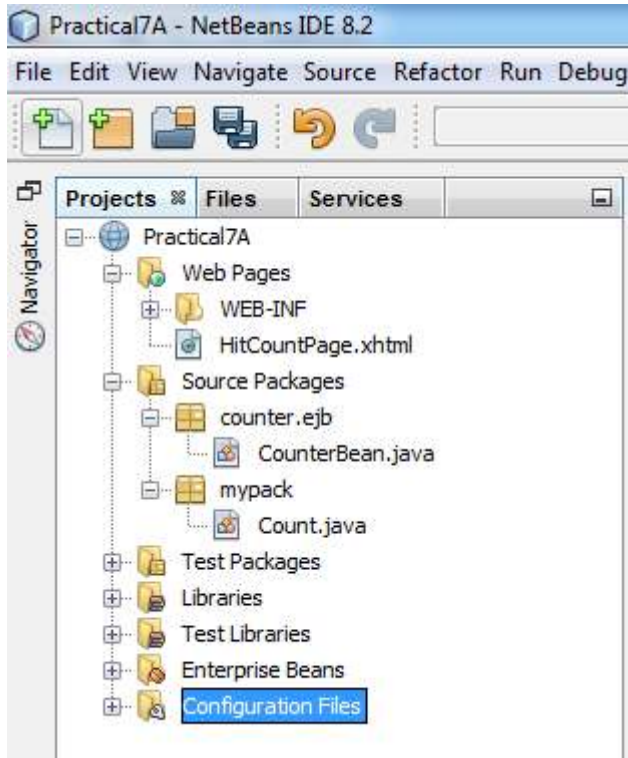 Practical7A - NetBeans IDE 8.2
File Edit View Navigate Source Refactor Run Debug
Projects Files Services
Navigator
Practical7A
Web Pages
WEB-INF
HitCountPage.xhtml
Source Packages
counter.ejb
CounterBean.java
mypack
Count.java
Test Packages
Libraries
Test Libraries
Enterprise Beans
Configuration Files